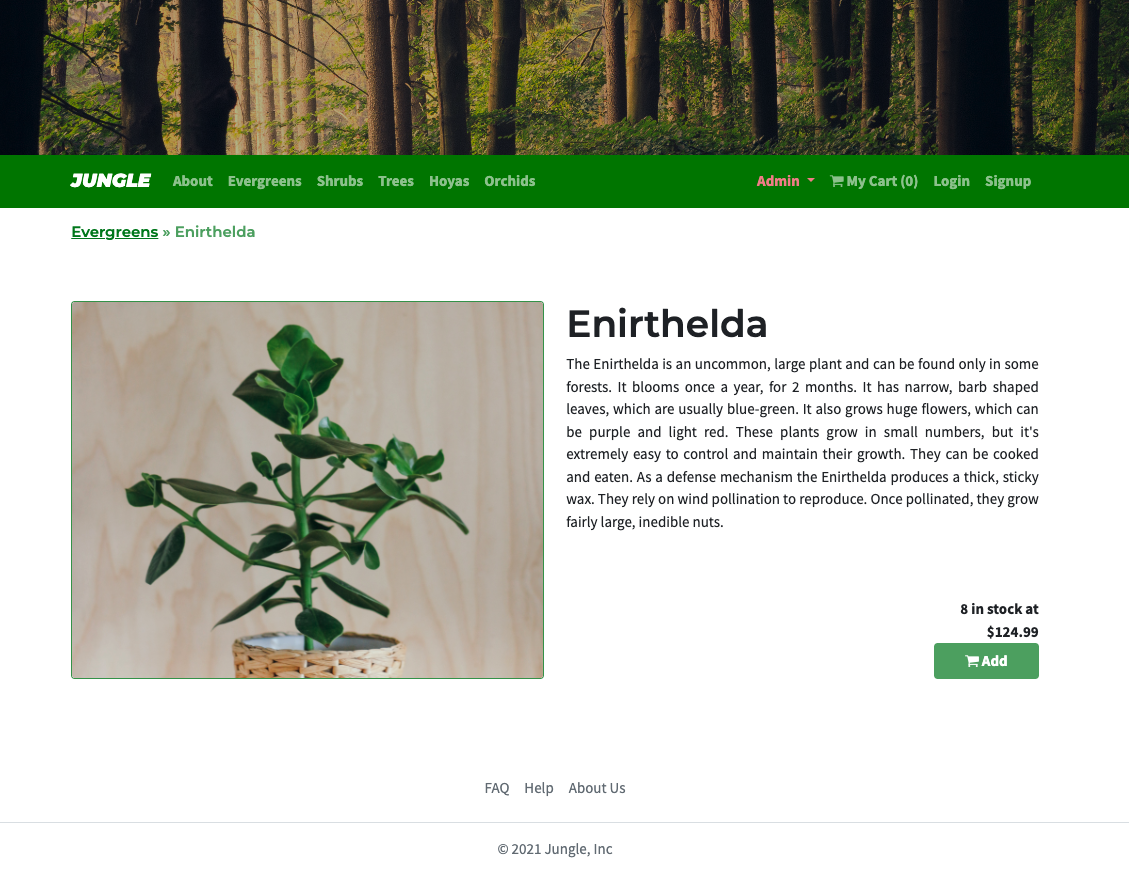 JUNGLE About Evergreens Shrubs Trees Hoyas Orchids Admin My Cart (0) Login Signup
Evergreens » Enirthelda
Enirthelda
The Enirthelda is an uncommon, large plant and can be found only in some
forests. It blooms once a year, for 2 months. It has narrow, barb shaped
leaves, which are usually blue-green. It also grows huge flowers, which can
be purple and light red. These plants grow in small numbers, but it's
extremely easy to control and maintain their growth. They can be cooked
and eaten. As a defense mechanism the Enirthelda produces a thick, sticky
wax. They rely on wind pollination to reproduce. Once pollinated, they grow
fairly large, inedible nuts.
8 in stock at
$124.99
Add
FAQ Help About Us
© 2021 Jungle, Inc